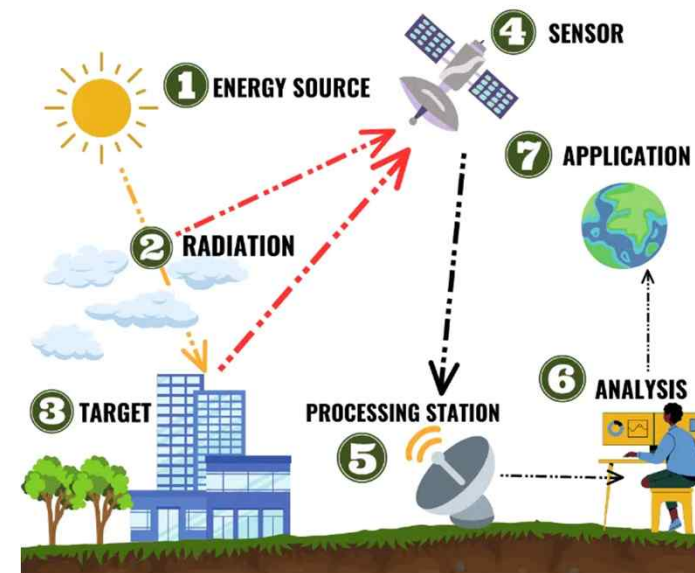 1 ENERGY SOURCE
2 RADIATION
3 TARGET
4 SENSOR
PROCESSING STATION
5
6 ANALYSIS
7 APPLICATION